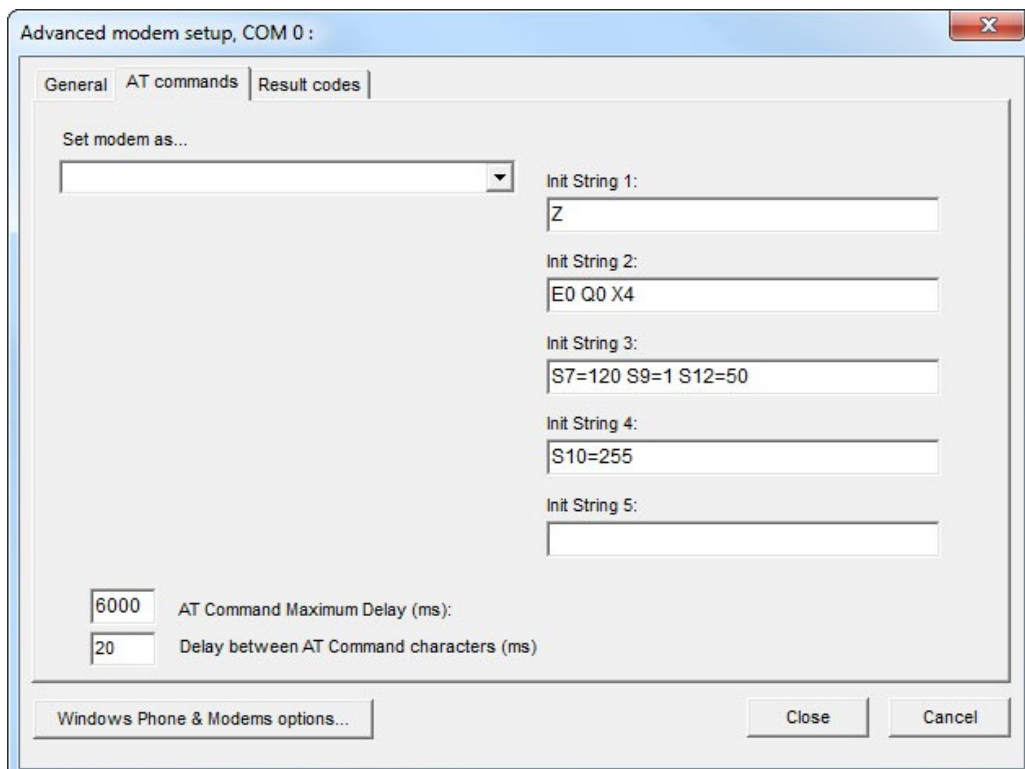 Advanced modem setup, COM 0 :
General AT commands Result codes
Set modem as...
Init String 1:
Z
Init String 2:
E0 Q0 X4
Init String 3:
S7=120 S9=1 S12=50
Init String 4:
S10=255
Init String 5:
6000 AT Command Maximum Delay (ms):
20 Delay between AT Command characters (ms)
Windows Phone & Modems options... Close Cancel